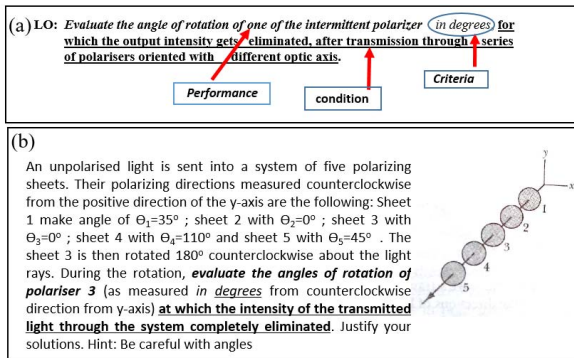 (a) LO: Evaluate the angle of rotation of one of the intermittent polarizer in degrees for
which the output intensity gets eliminated, after transmission through series
of polarisers oriented with different optic axis.
Performance
condition
Criteria
(b)
An unpolarised light is sent into a system of five polarizing
sheets. Their polarizing directions measured counterclockwise
from the positive direction of the y-axis are the following: Sheet
1 make angle of Θ₁=35° ; sheet 2 with Θ₂=0° ; sheet 3 with
Θ₃=0° ; sheet 4 with Θ₄=110° and sheet 5 with Θ₅=45° . The
sheet 3 is then rotated 180° counterclockwise about the light
rays. During the rotation, evaluate the angles of rotation of
polariser 3 (as measured in degrees from counterclockwise
direction from y-axis) at which the intensity of the transmitted
light through the system completely eliminated. Justify your
solutions. Hint: Be careful with angles
y
x
1
2
3
4
5